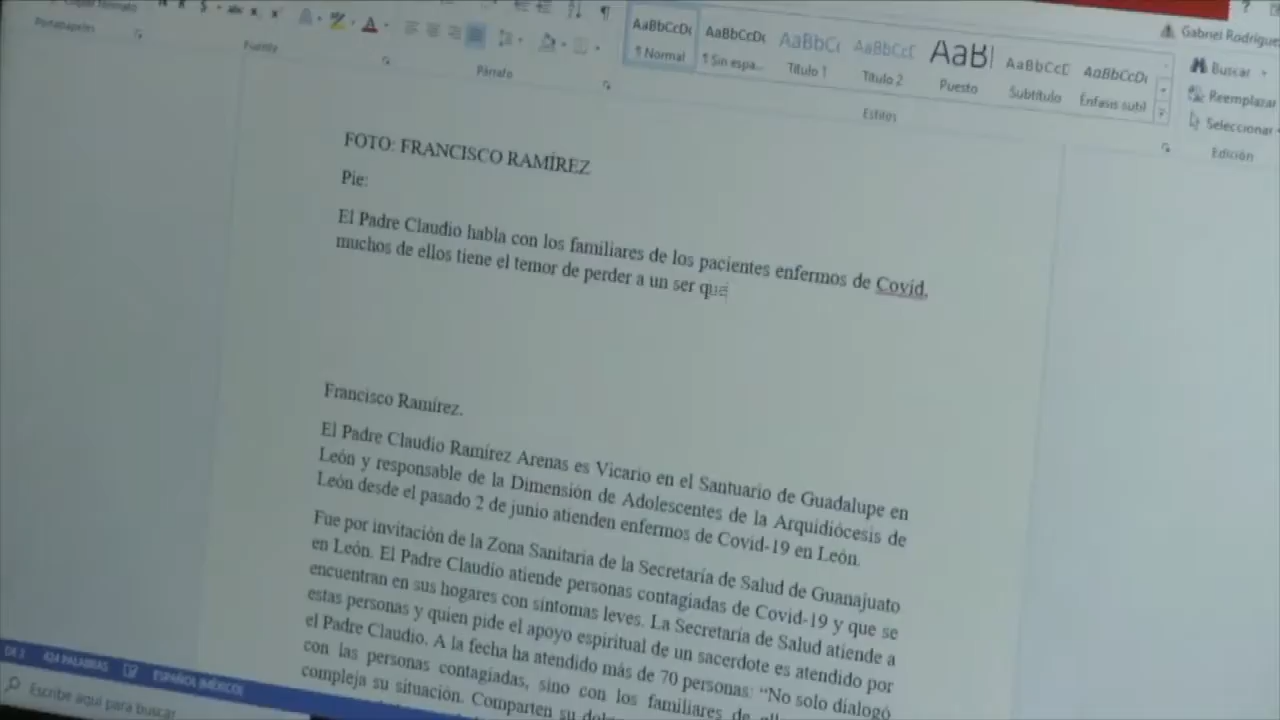 Portapapeles
Fuente
Párrafo
AaBbCcDc AaBbCcDc AaBbC AaBbCcC AaB AaBbCcD AaBbCcDc
¶ Normal ¶ Sin espa... Título 1 Título 2 Puesto Subtítulo Énfasis sutil
Estilos
Gabriel Rodrígue
Buscar
Reemplazar
Seleccionar
Edición
FOTO: FRANCISCO RAMÍREZ
Pie:
El Padre Claudio habla con los familiares de los pacientes enfermos de Covid,
muchos de ellos tiene el temor de perder a un ser que
Francisco Ramírez.
El Padre Claudio Ramírez Arenas es Vicario en el Santuario de Guadalupe en
León y responsable de la Dimensión de Adolescentes de la Arquidiócesis de
León desde el pasado 2 de junio atienden enfermos de Covid-19 en León.
Fue por invitación de la Zona Sanitaria de la Secretaría de Salud de Guanajuato
en León. El Padre Claudio atiende personas contagiadas de Covid-19 y que se
encuentran en sus hogares con síntomas leves. La Secretaría de Salud atiende a
estas personas y quien pide el apoyo espiritual de un sacerdote es atendido por
el Padre Claudio. A la fecha ha atendido más de 70 personas: “No solo dialogó
con las personas contagiadas, sino con los familiares de
compleja su situación. Comparten su
DE 2 424 PALABRAS ESPAÑOL (MÉXICO)
Escribe aquí para buscar